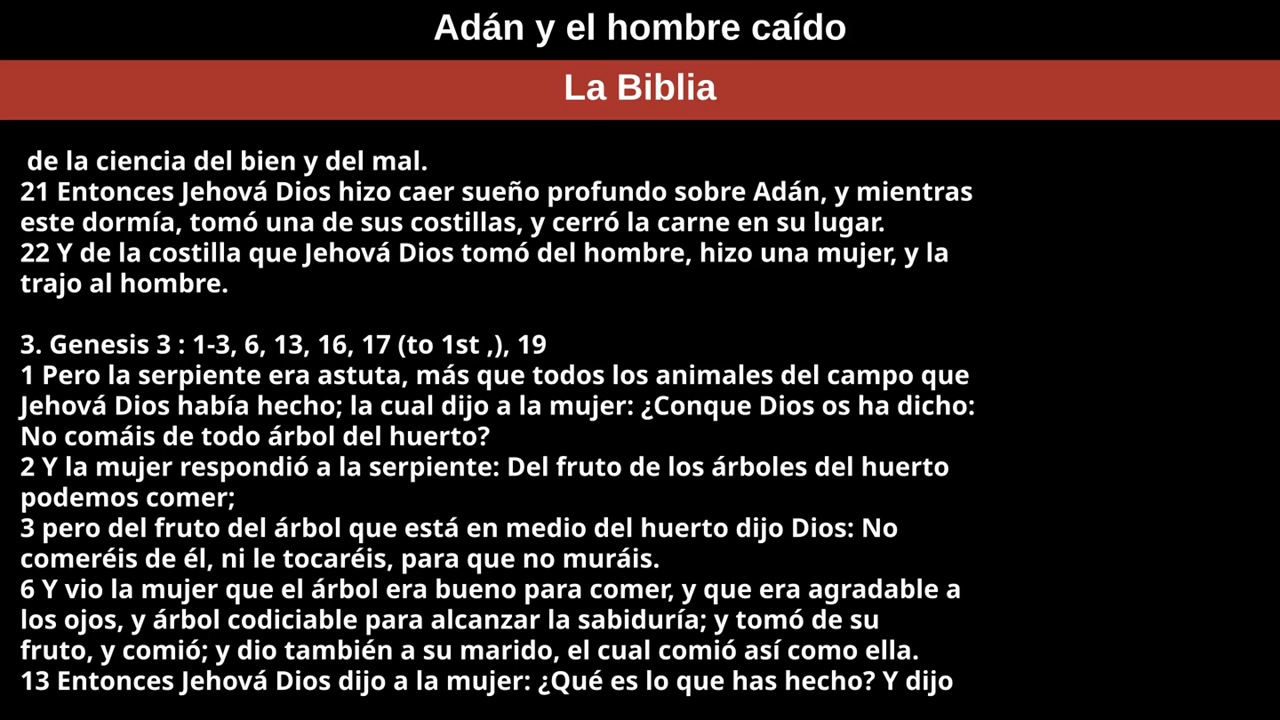 Adán y el hombre caído
La Biblia
de la ciencia del bien y del mal.
21 Entonces Jehová Dios hizo caer sueño profundo sobre Adán, y mientras
este dormía, tomó una de sus costillas, y cerró la carne en su lugar.
22 Y de la costilla que Jehová Dios tomó del hombre, hizo una mujer, y la
trajo al hombre.
3. Genesis 3 : 1-3, 6, 13, 16, 17 (to 1st ,), 19
1 Pero la serpiente era astuta, más que todos los animales del campo que
Jehová Dios había hecho; la cual dijo a la mujer: ¿Conque Dios os ha dicho:
No comáis de todo árbol del huerto?
2 Y la mujer respondió a la serpiente: Del fruto de los árboles del huerto
podemos comer;
3 pero del fruto del árbol que está en medio del huerto dijo Dios: No
comeréis de él, ni le tocaréis, para que no muráis.
6 Y vio la mujer que el árbol era bueno para comer, y que era agradable a
los ojos, y árbol codiciable para alcanzar la sabiduría; y tomó de su
fruto, y comió; y dio también a su marido, el cual comió así como ella.
13 Entonces Jehová Dios dijo a la mujer: ¿Qué es lo que has hecho? Y dijo